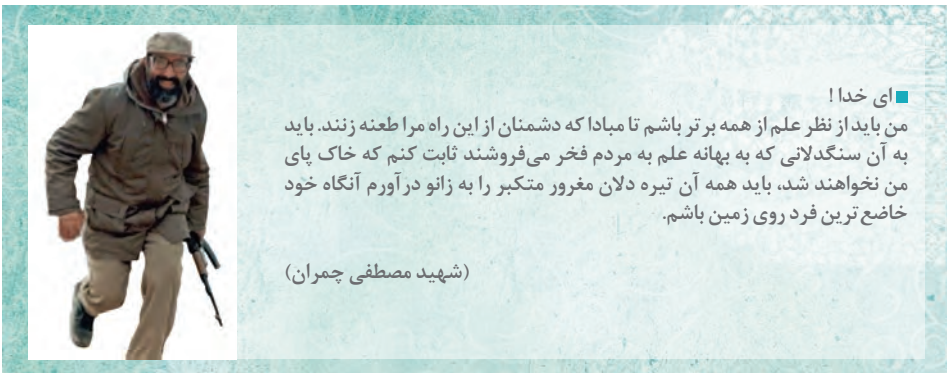 ای خدا !
من باید از نظر علم از همه برتر باشم تا مبادا که دشمنان از این راه مرا طعنه زنند. باید
به آن سنگدلانی که به بهانه علم به مردم فخر می‌فروشند ثابت کنم که خاک پای
من نخواهند شد، باید همه آن تیره دلان مغرور متکبر را به زانو درآورم آنگاه خود
خاضع‌ترین فرد روی زمین باشم.
(شهید مصطفی چمران)